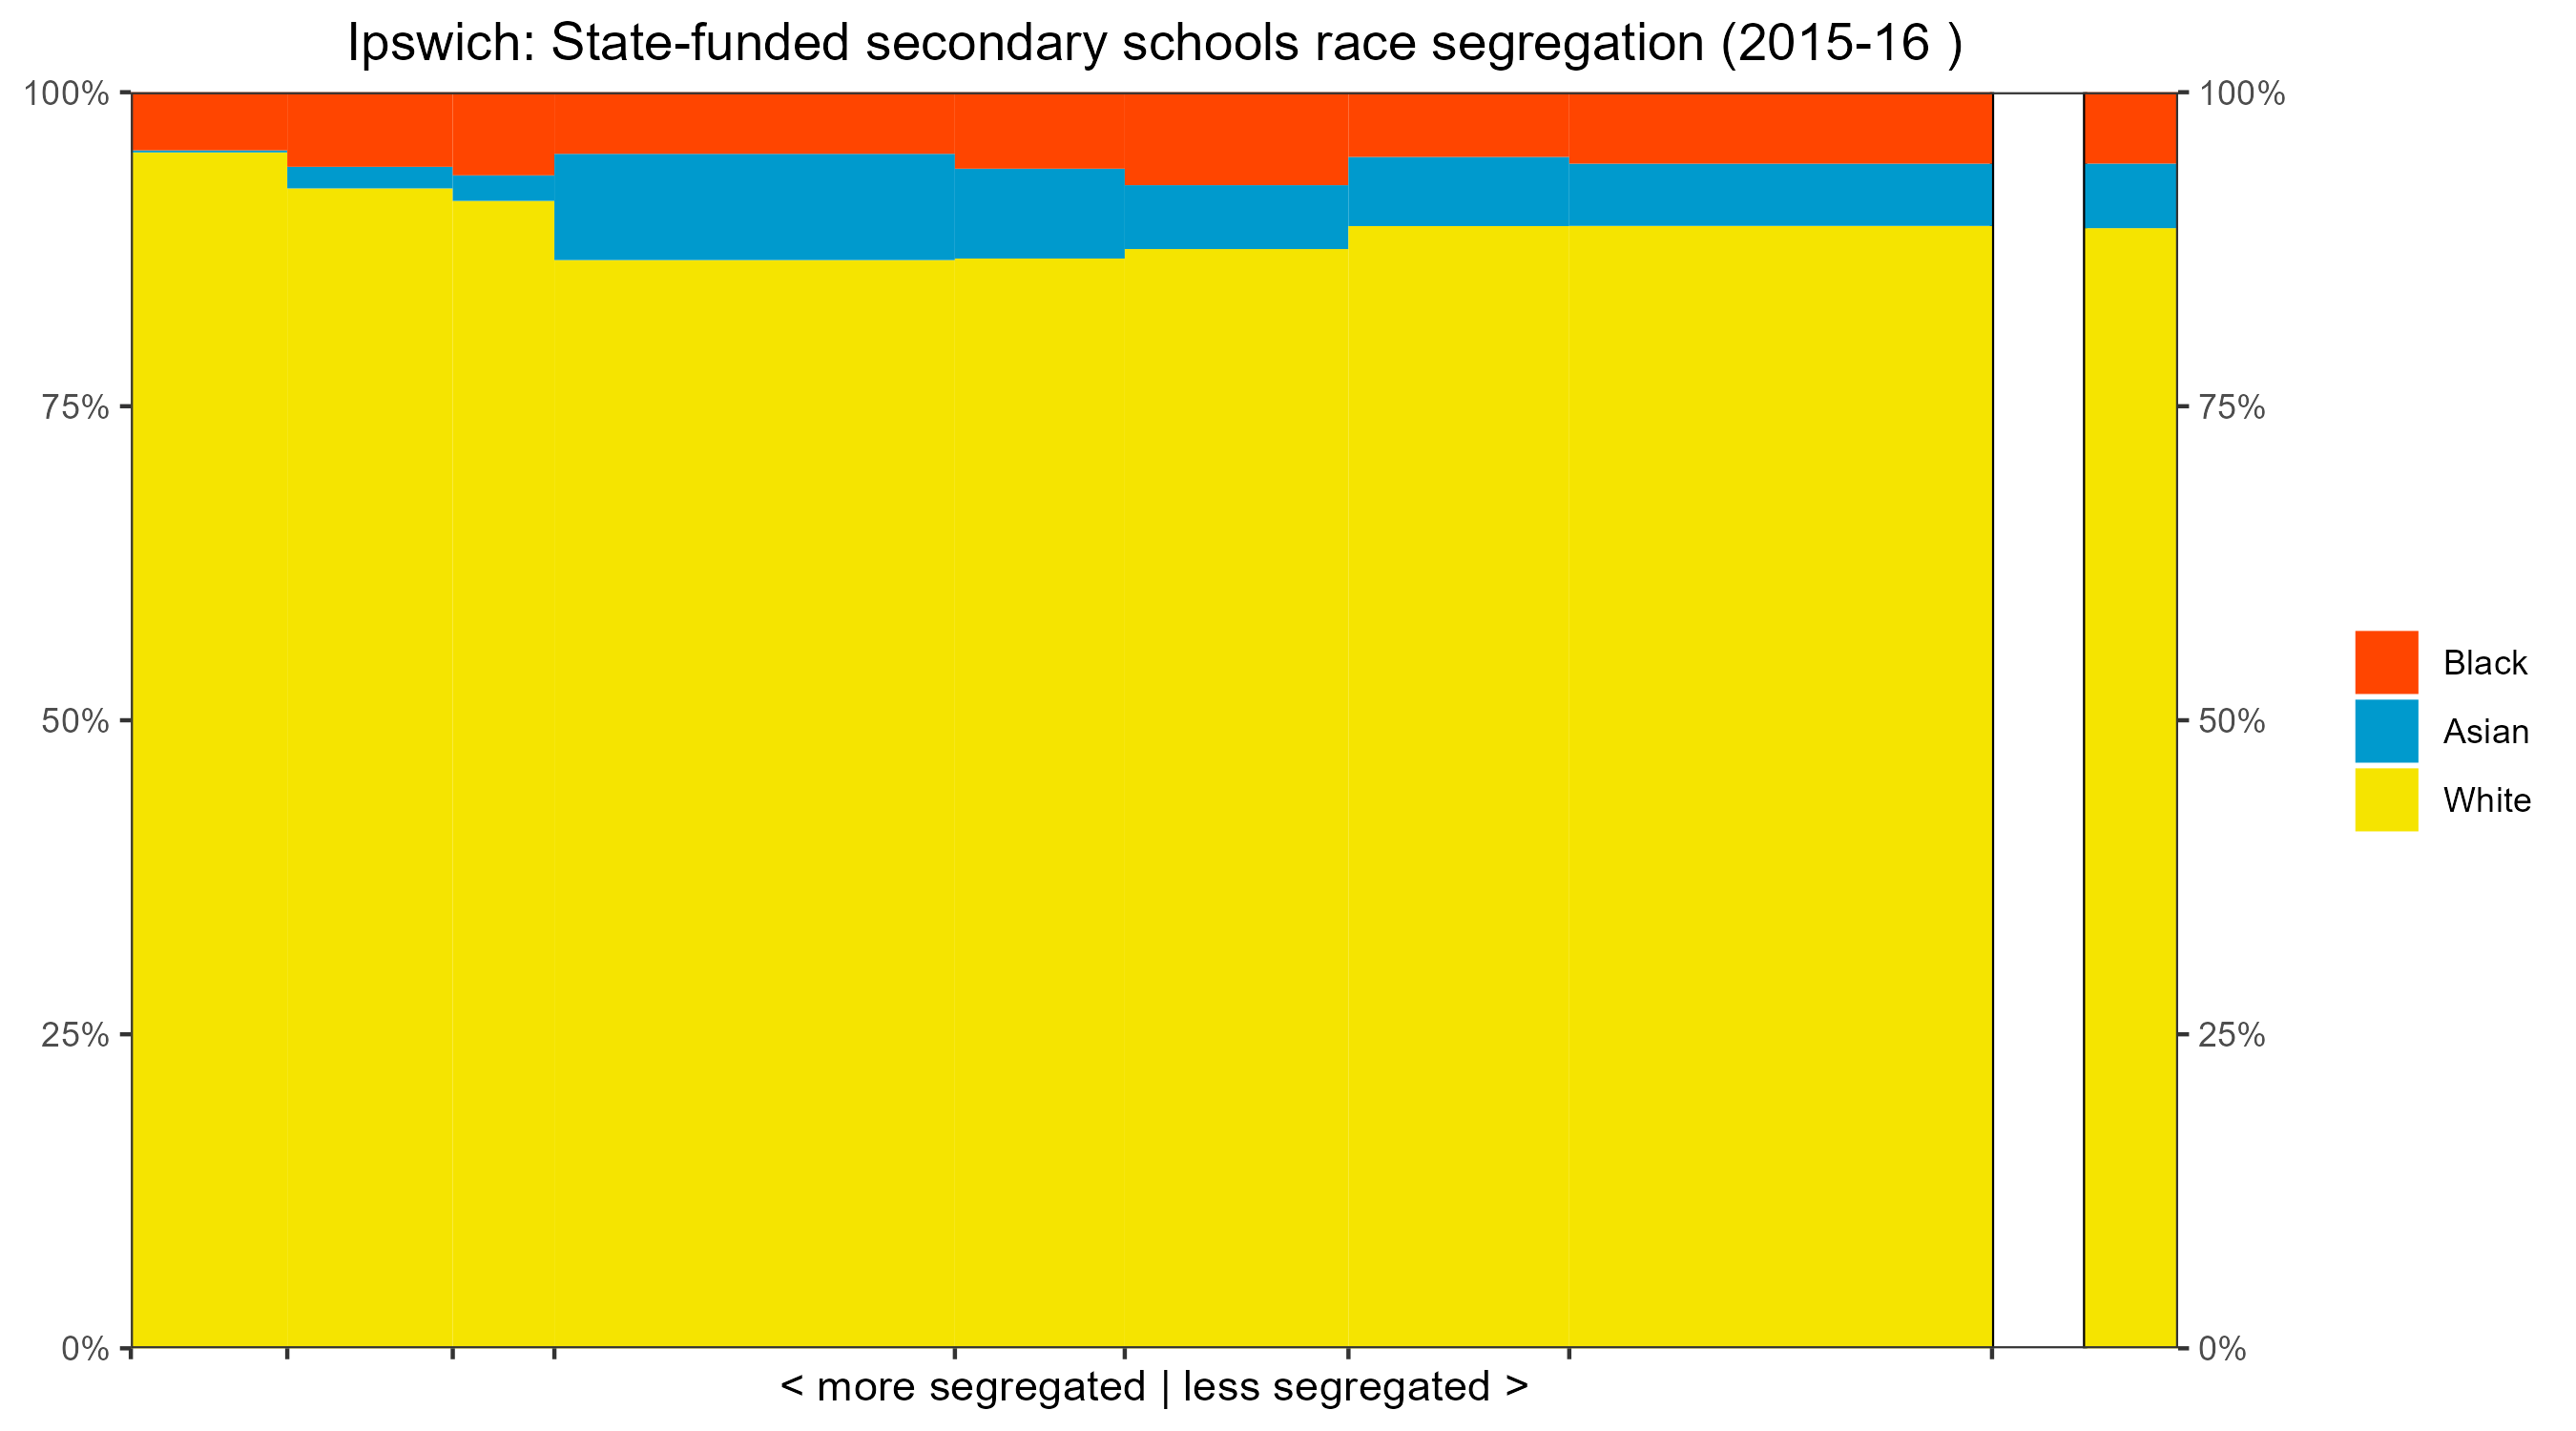 Ipswich: State-funded secondary schools race segregation (2015-16 )
100%
75%
50%
25%
0%
100%
75%
50%
25%
0%
Black
Asian
White
< more segregated | less segregated >